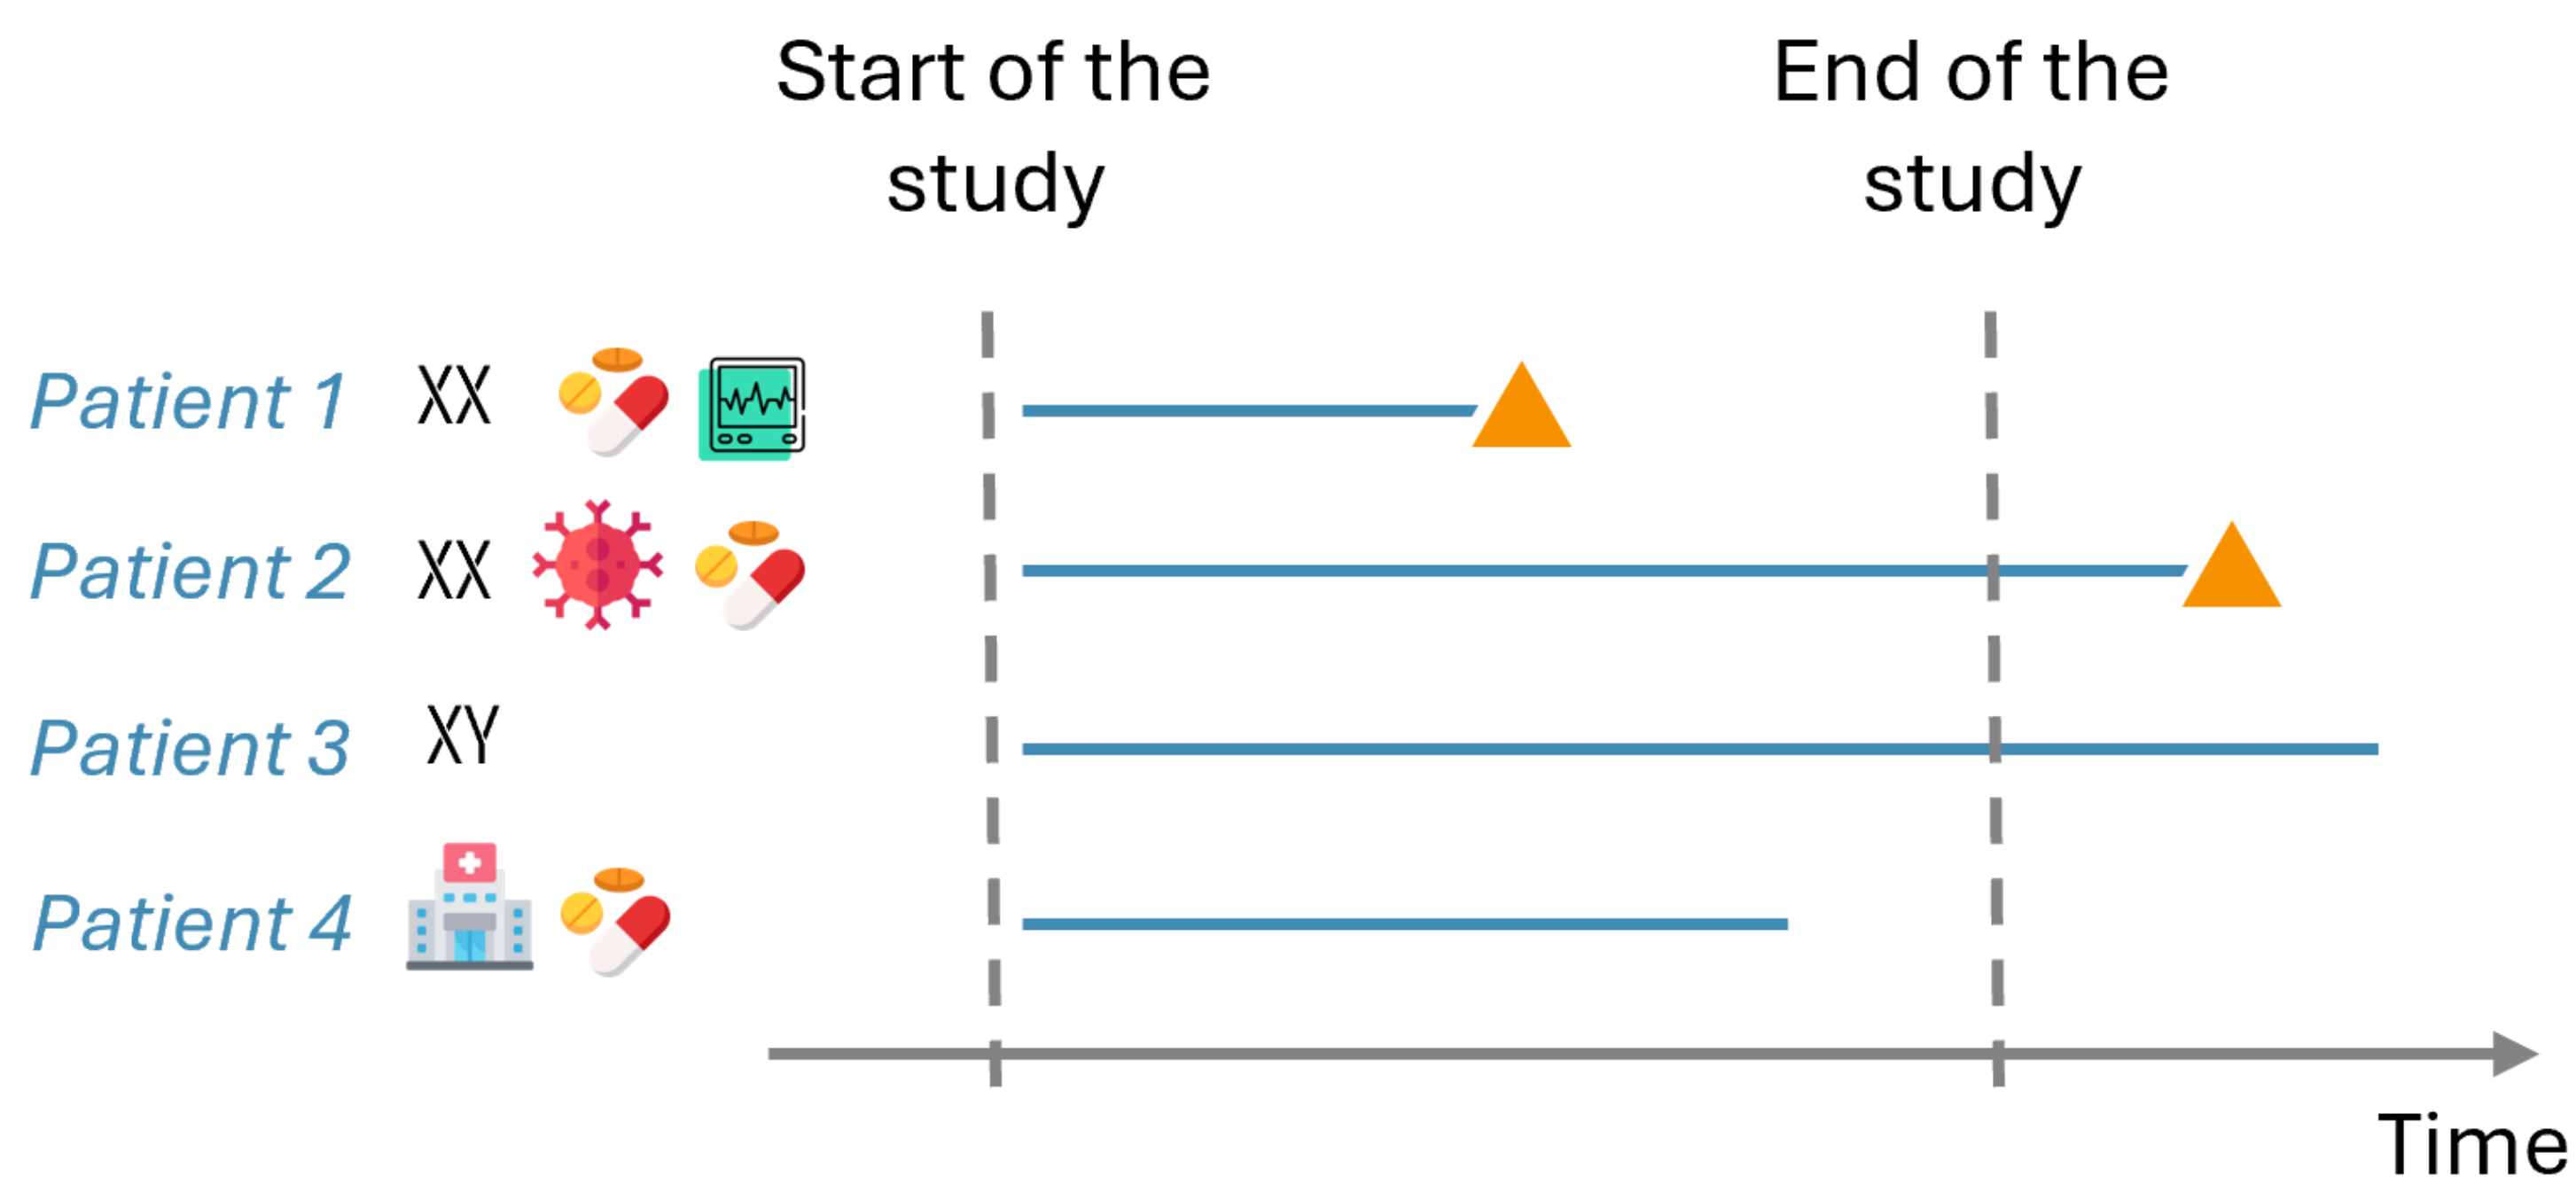 Start of the
study
End of the
study
Patient 1 XX
Patient 2 XX
Patient 3 XY
Patient 4
Time